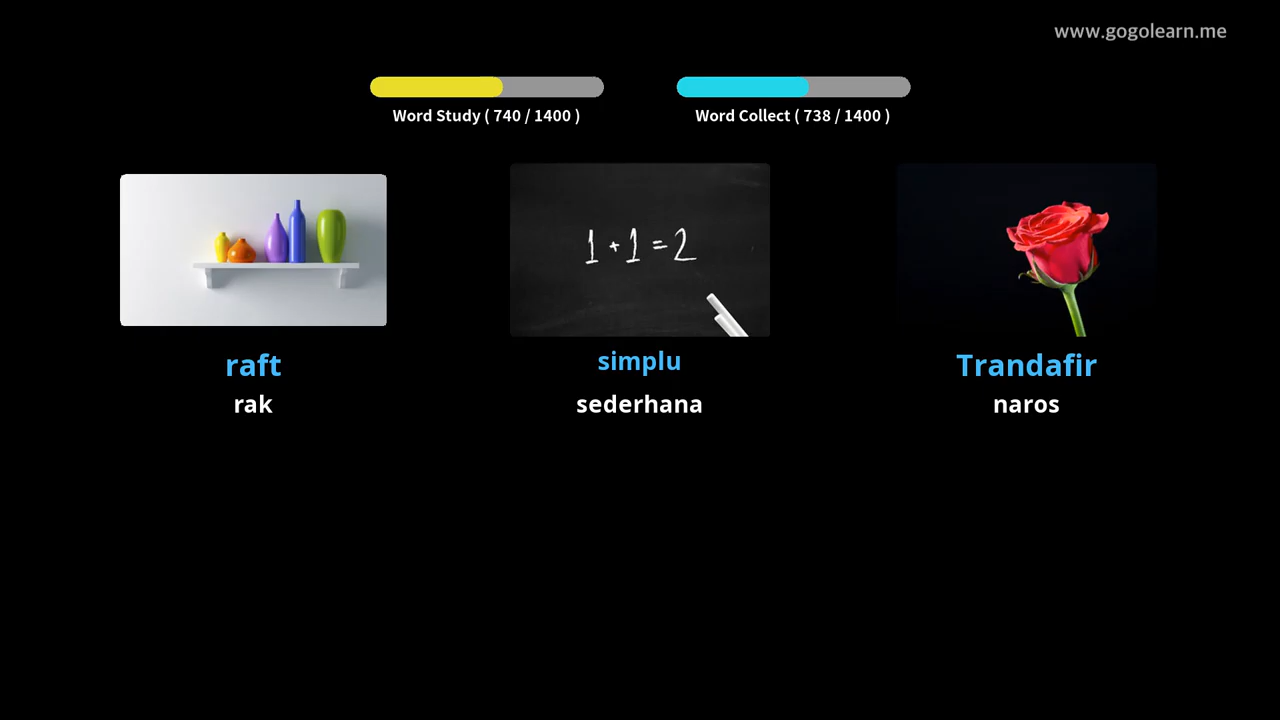 www.gogolearn.me
Word Study ( 740 / 1400 )
Word Collect ( 738 / 1400 )
1 + 1 = 2
raft
simplu
Trandafir
rak
sederhana
naros